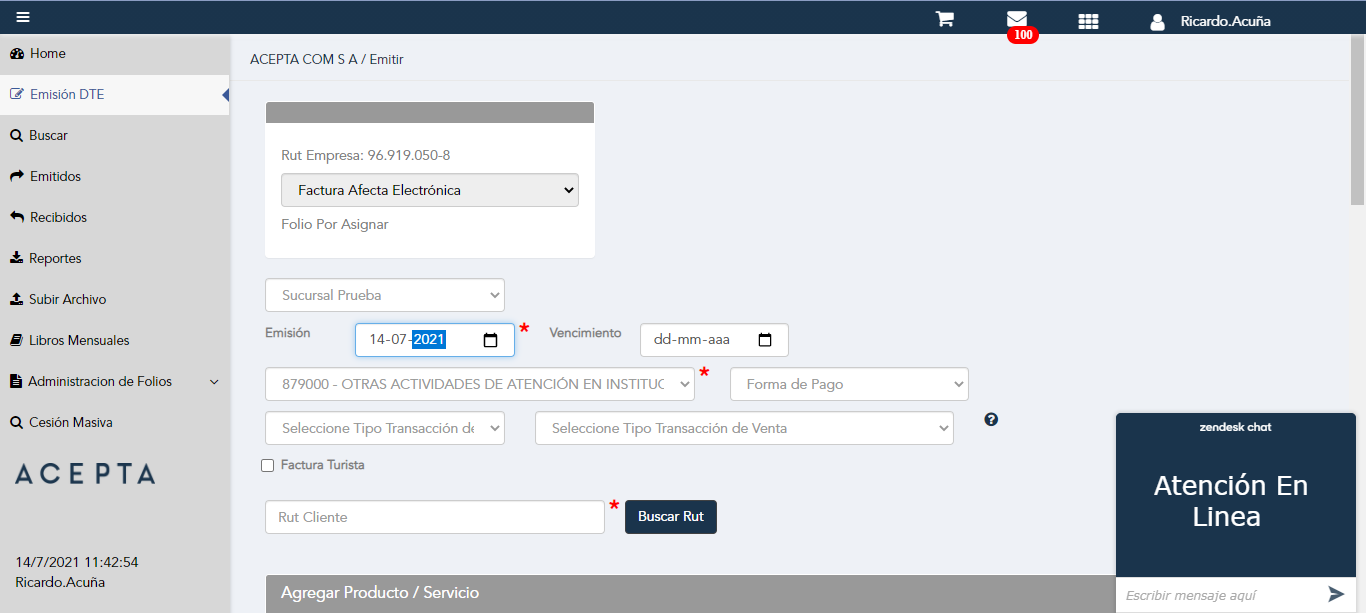 Ricardo.Acuña
100
Home
Emisión DTE
Buscar
Emitidos
Recibidos
Reportes
Subir Archivo
Libros Mensuales
Administracion de Folios
Cesión Masiva
ACEPTA
14/7/2021 11:42:54
Ricardo.Acuña
ACEPTA COM S A / Emitir
Rut Empresa: 96.919.050-8
Factura Afecta Electrónica
Folio Por Asignar
Sucursal Prueba
Emisión 14-07-2021 * Vencimiento dd-mm-aaa
879000 - OTRAS ACTIVIDADES DE ATENCIÓN EN INSTITUC * Forma de Pago
Seleccione Tipo Transacción de Seleccione Tipo Transacción de Venta ?
Factura Turista
Rut Cliente * Buscar Rut
Agregar Producto / Servicio
zendesk chat
Atención En
Linea
Escribir mensaje aquí